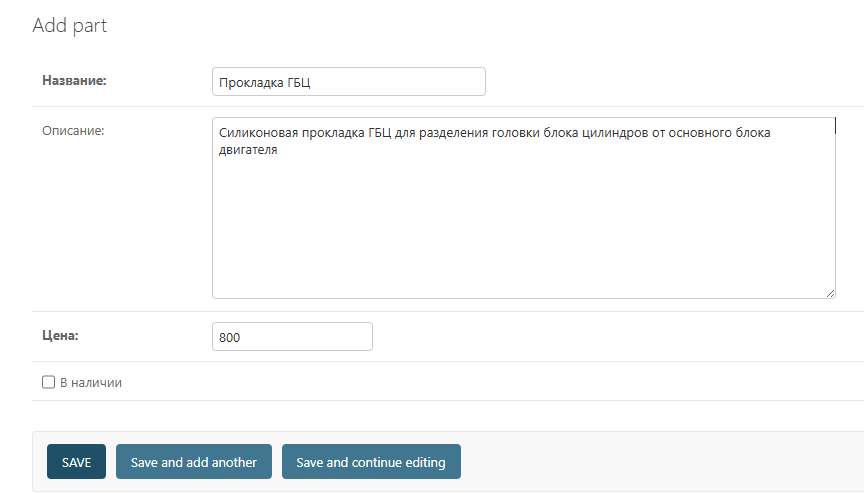 Add part
Название:
Прокладка ГБЦ
Описание:
Силиконовая прокладка ГБЦ для разделения головки блока цилиндров от основного блока
двигателя
Цена:
800
В наличии
SAVE
Save and add another
Save and continue editing